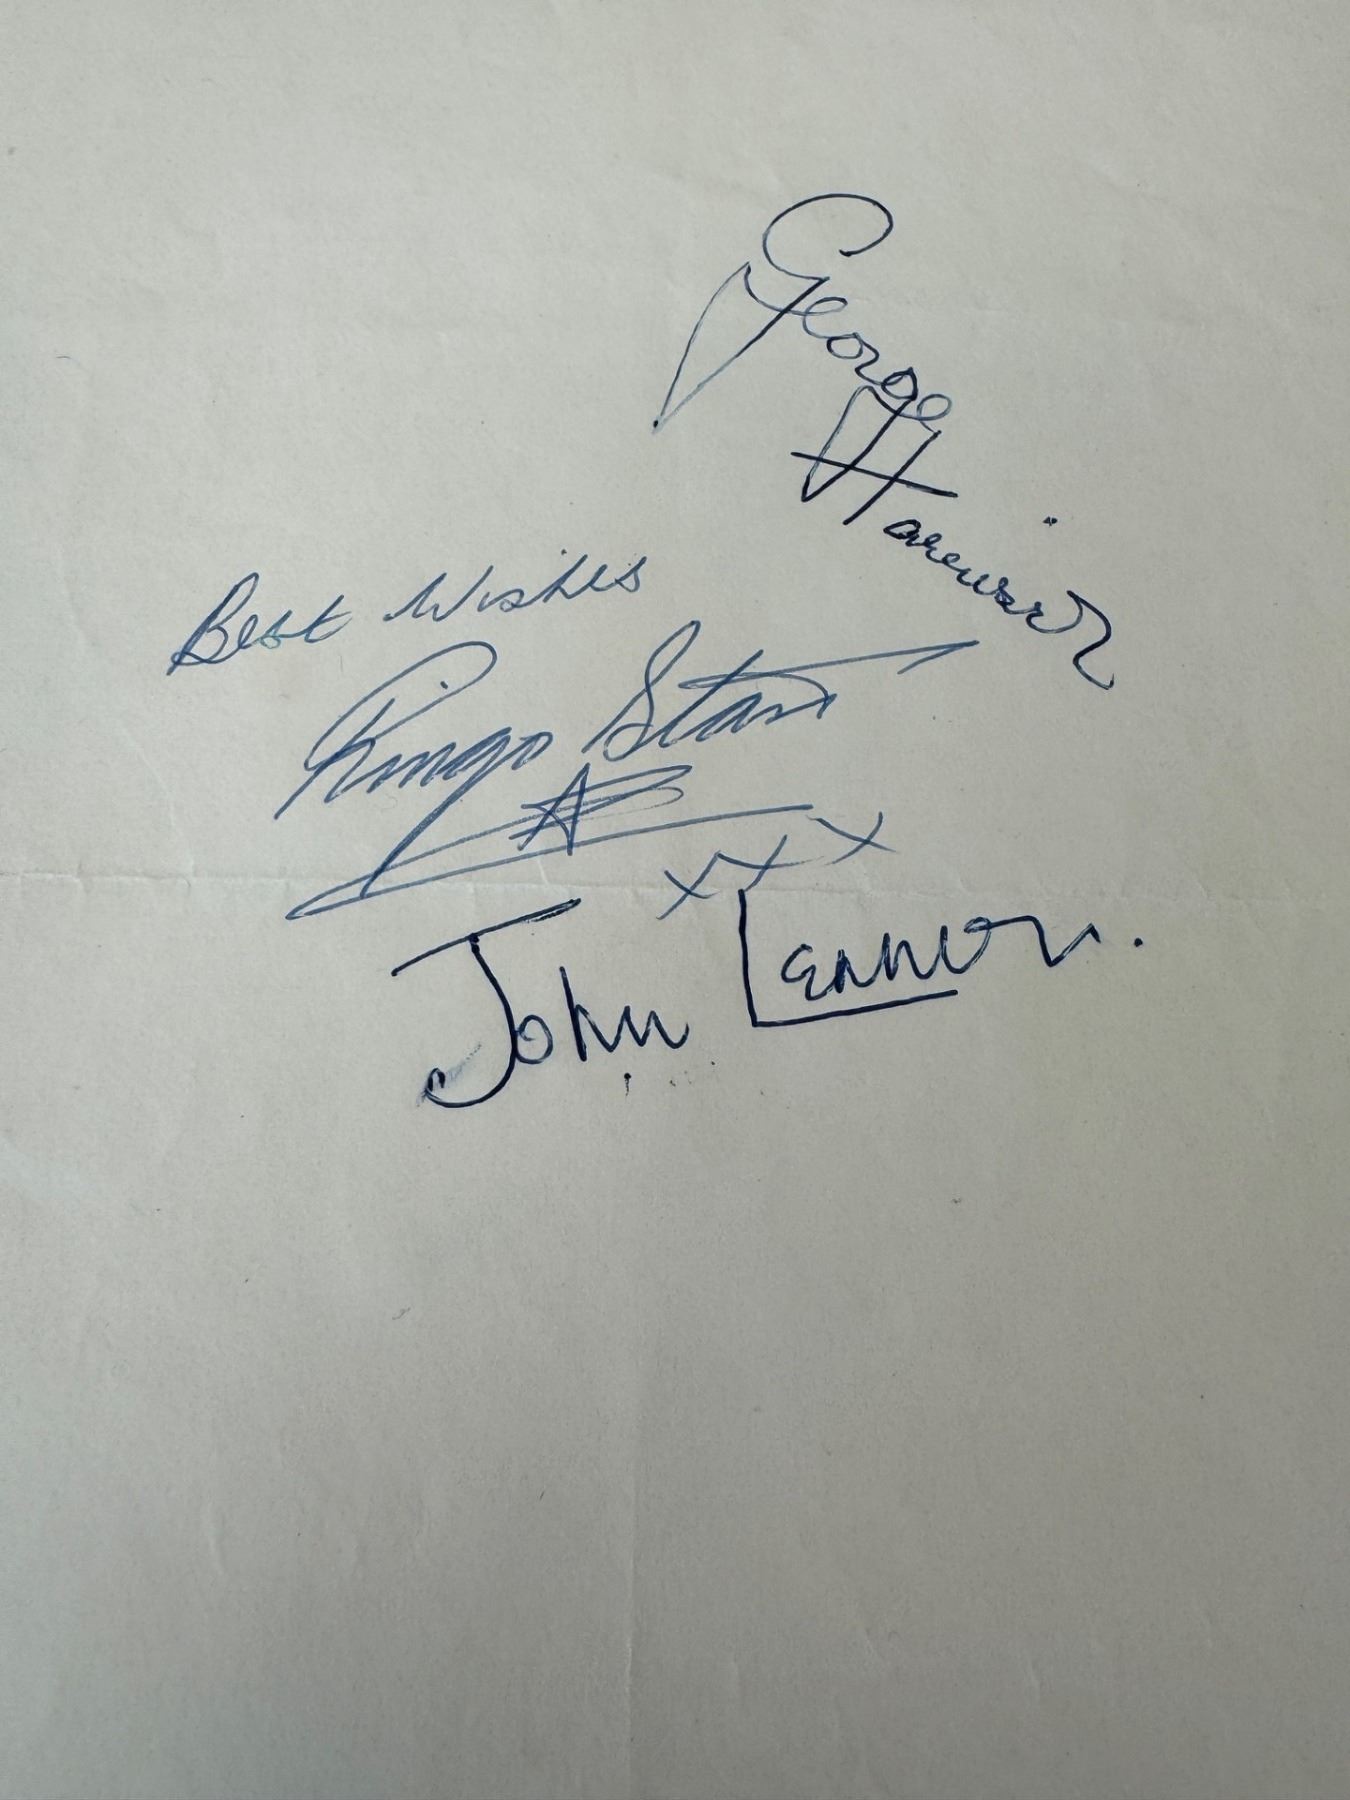 George
Harrison
Best Wishes
Ringo Starr
xxx
John Lennon.